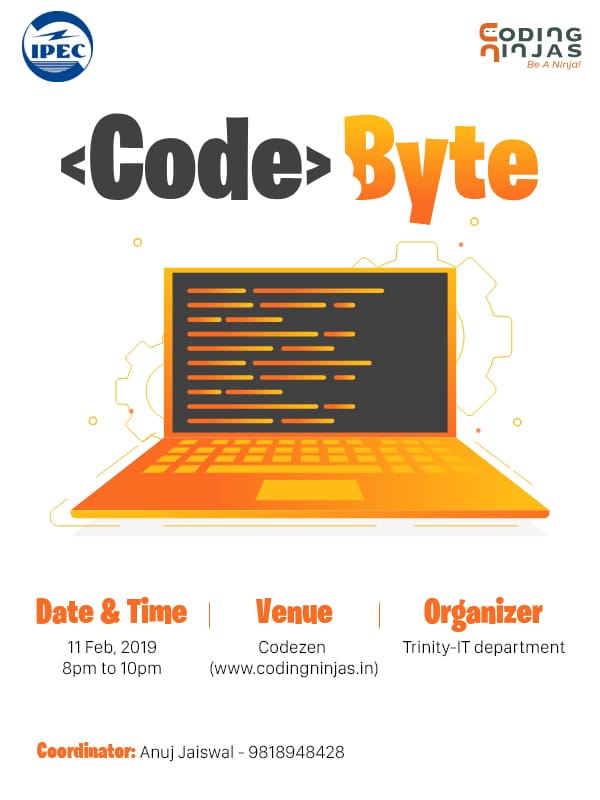 IPEC
CODING
NINJAS
Be A Ninja!
<Code> Byte
Date & Time
11 Feb, 2019
8pm to 10pm
Venue
Codezen
(www.codingninjas.in)
Organizer
Trinity-IT department
Coordinator: Anuj Jaiswal - 9818948428